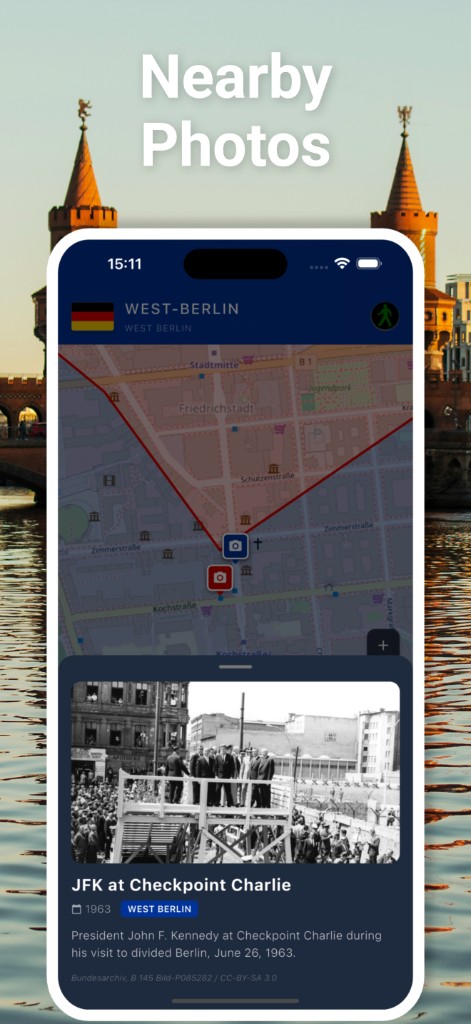 Nearby
Photos
15:11
WEST-BERLIN
WEST BERLIN
Stadtmitte
B 1
Jugendpark
Friedrichstadt
Schützenstraße
Zimmerstraße
Zimmerstraße
Kochstraße
Kochstraße
+
JFK at Checkpoint Charlie
1963 WEST BERLIN
President John F. Kennedy at Checkpoint Charlie during
his visit to divided Berlin, June 26, 1963.
Bundesarchiv, B 145 Bild-P085282 / CC-BY-SA 3.0